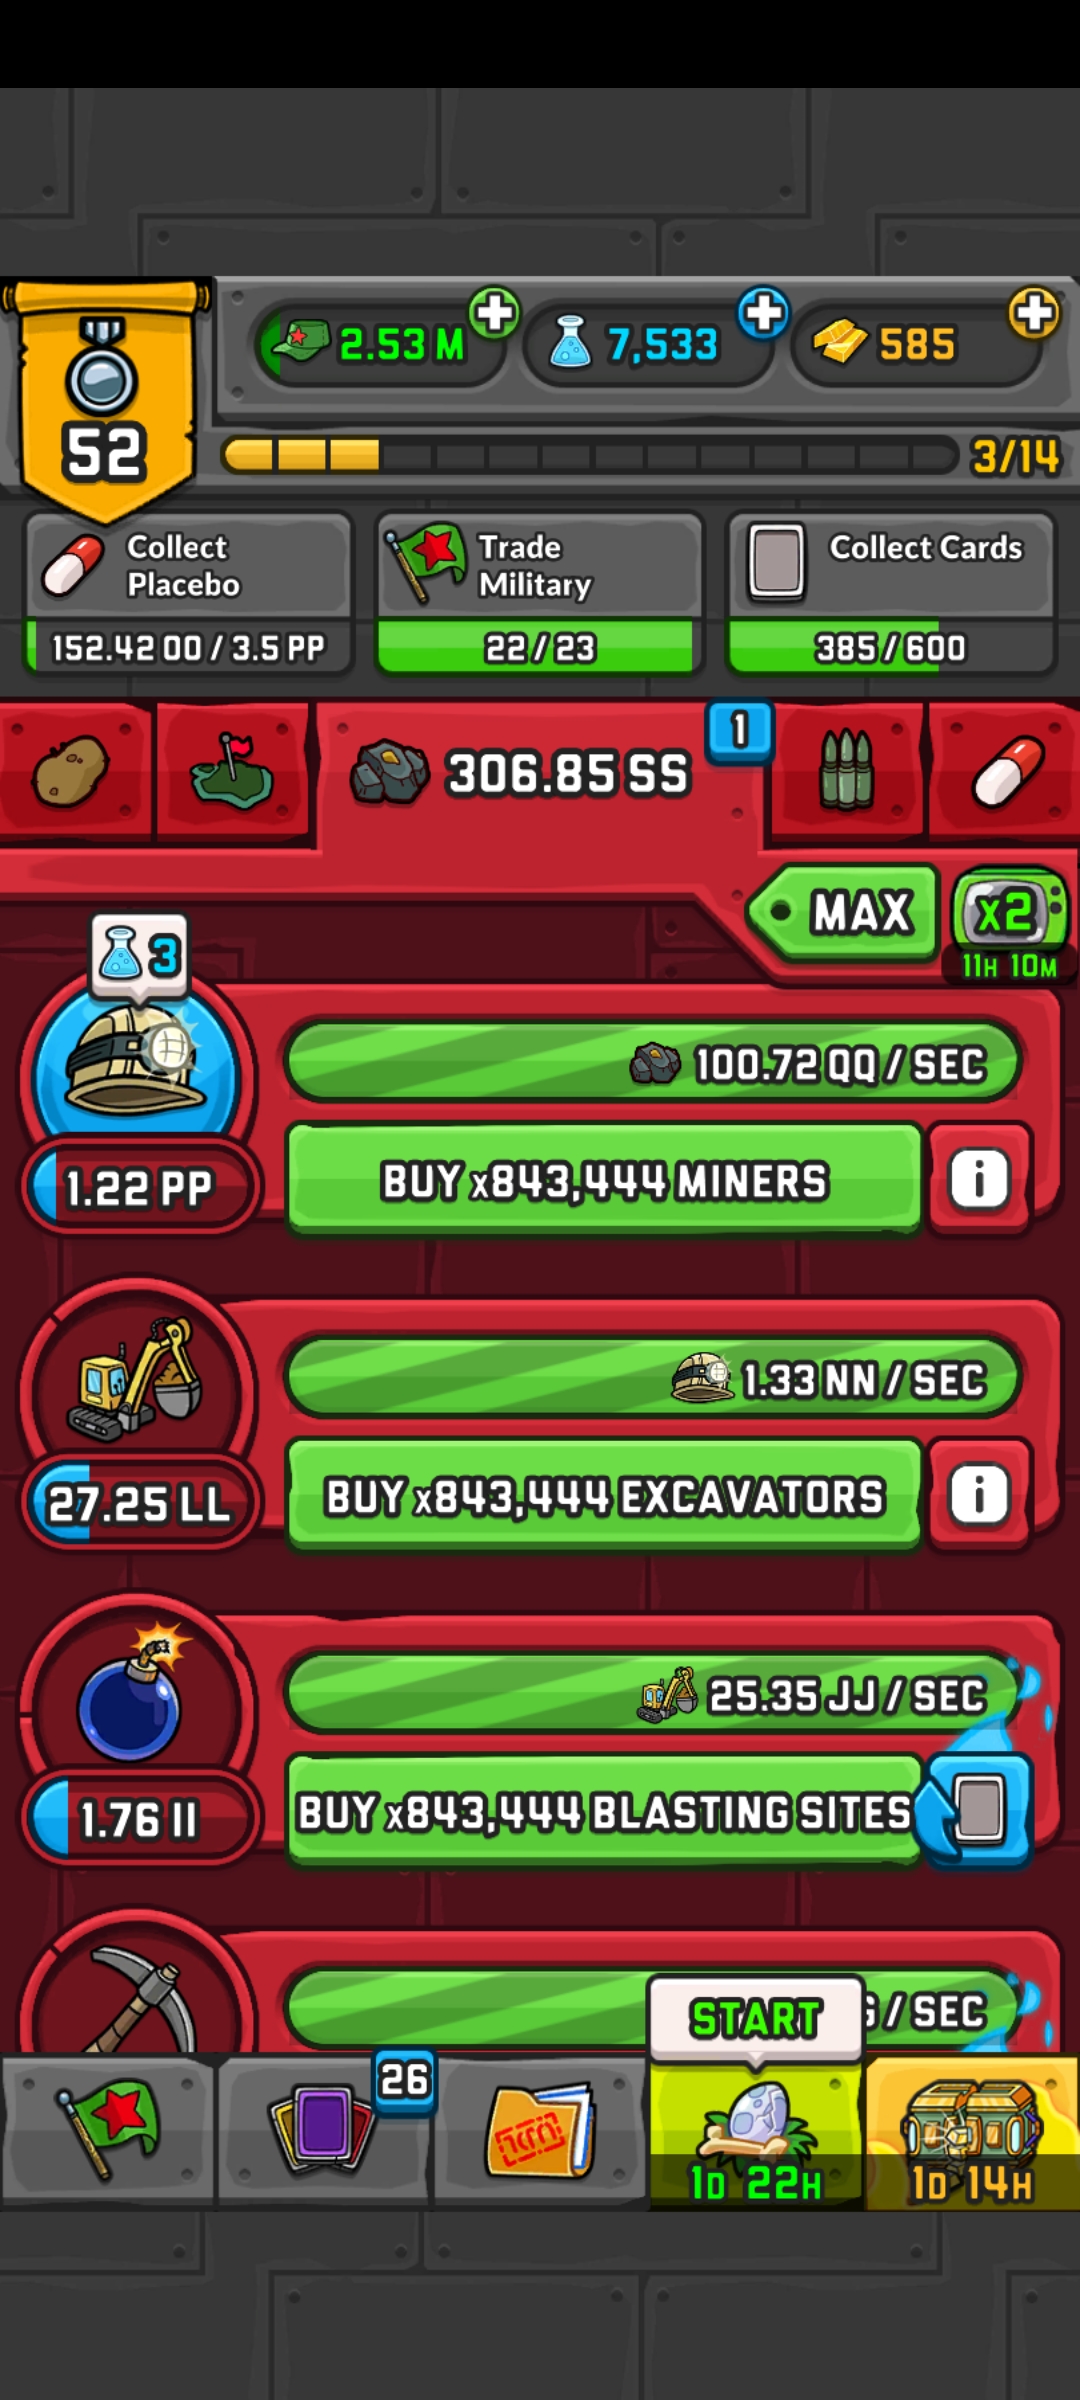 2.53 M
7,533
585
52
3/14
Collect
Placebo
Trade
Military
Collect Cards
152.42 OO / 3.5 PP
22 / 23
385 / 600
306.85 SS
1
MAX
x2
11H 10M
3
100.72 QQ / SEC
1.22 PP
BUY x843,444 MINERS
i
1.33 NN / SEC
27.25 LL
BUY x843,444 EXCAVATORS
i
25.35 JJ / SEC
1.76 II
BUY x843,444 BLASTING SITES
/ SEC
START
26
1D 22H
1D 14H